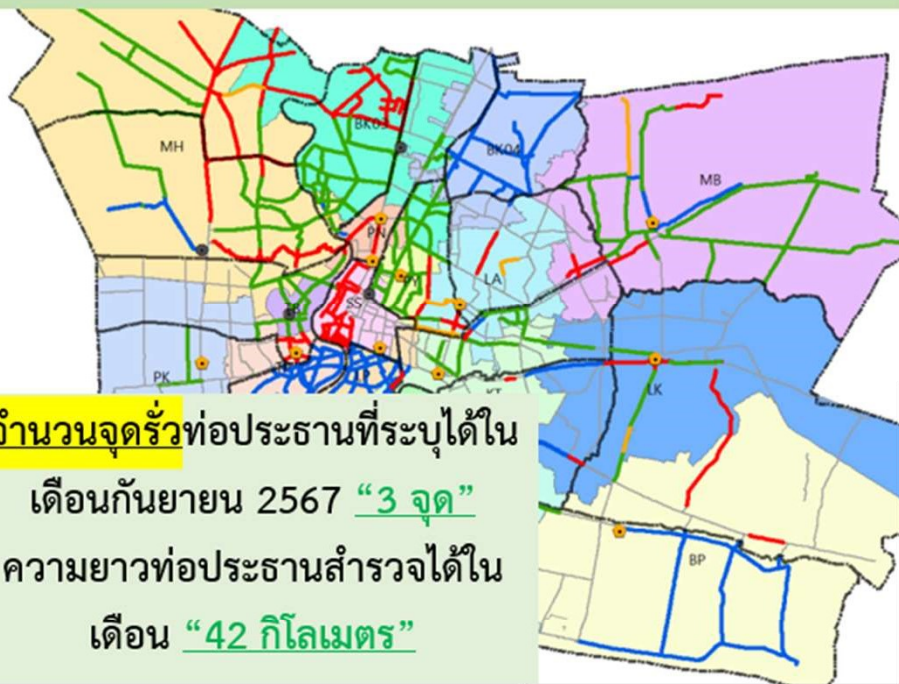 MH
BK03
BK04
MB
PN
PY
LA
SS
PK
LK
จำนวนจุดรั่วท่อประธานที่ระบุได้ใน
เดือนกันยายน 2567 “3 จุด”
ความยาวท่อประธานสำรวจได้ใน
เดือน “42 กิโลเมตร”
BP